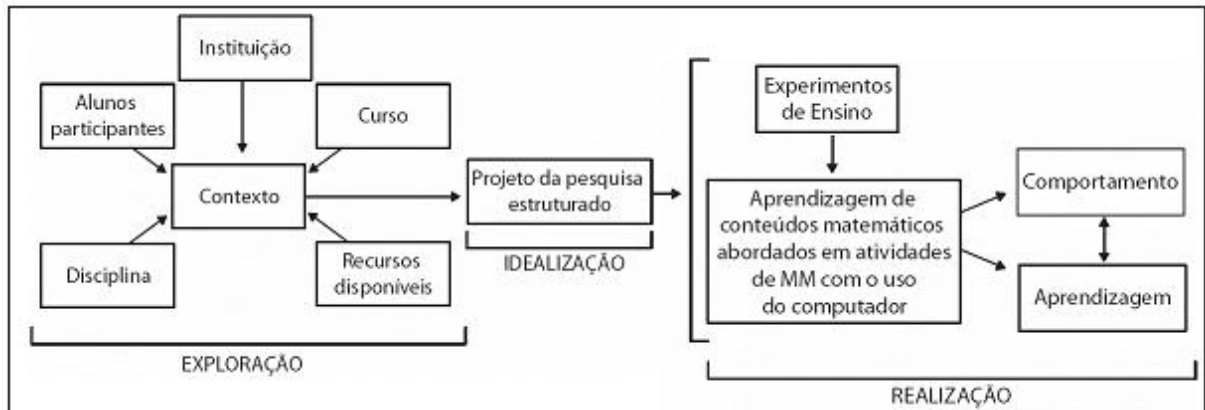 Instituição
Alunos
participantes
Curso
Contexto
Disciplina
Recursos
disponíveis
EXPLORAÇÃO
Projeto da pesquisa
estruturado
IDEALIZAÇÃO
Experimentos
de Ensino
Aprendizagem de
conteúdos matemáticos
abordados em atividades
de MM com o uso
do computador
Comportamento
Aprendizagem
REALIZAÇÃO